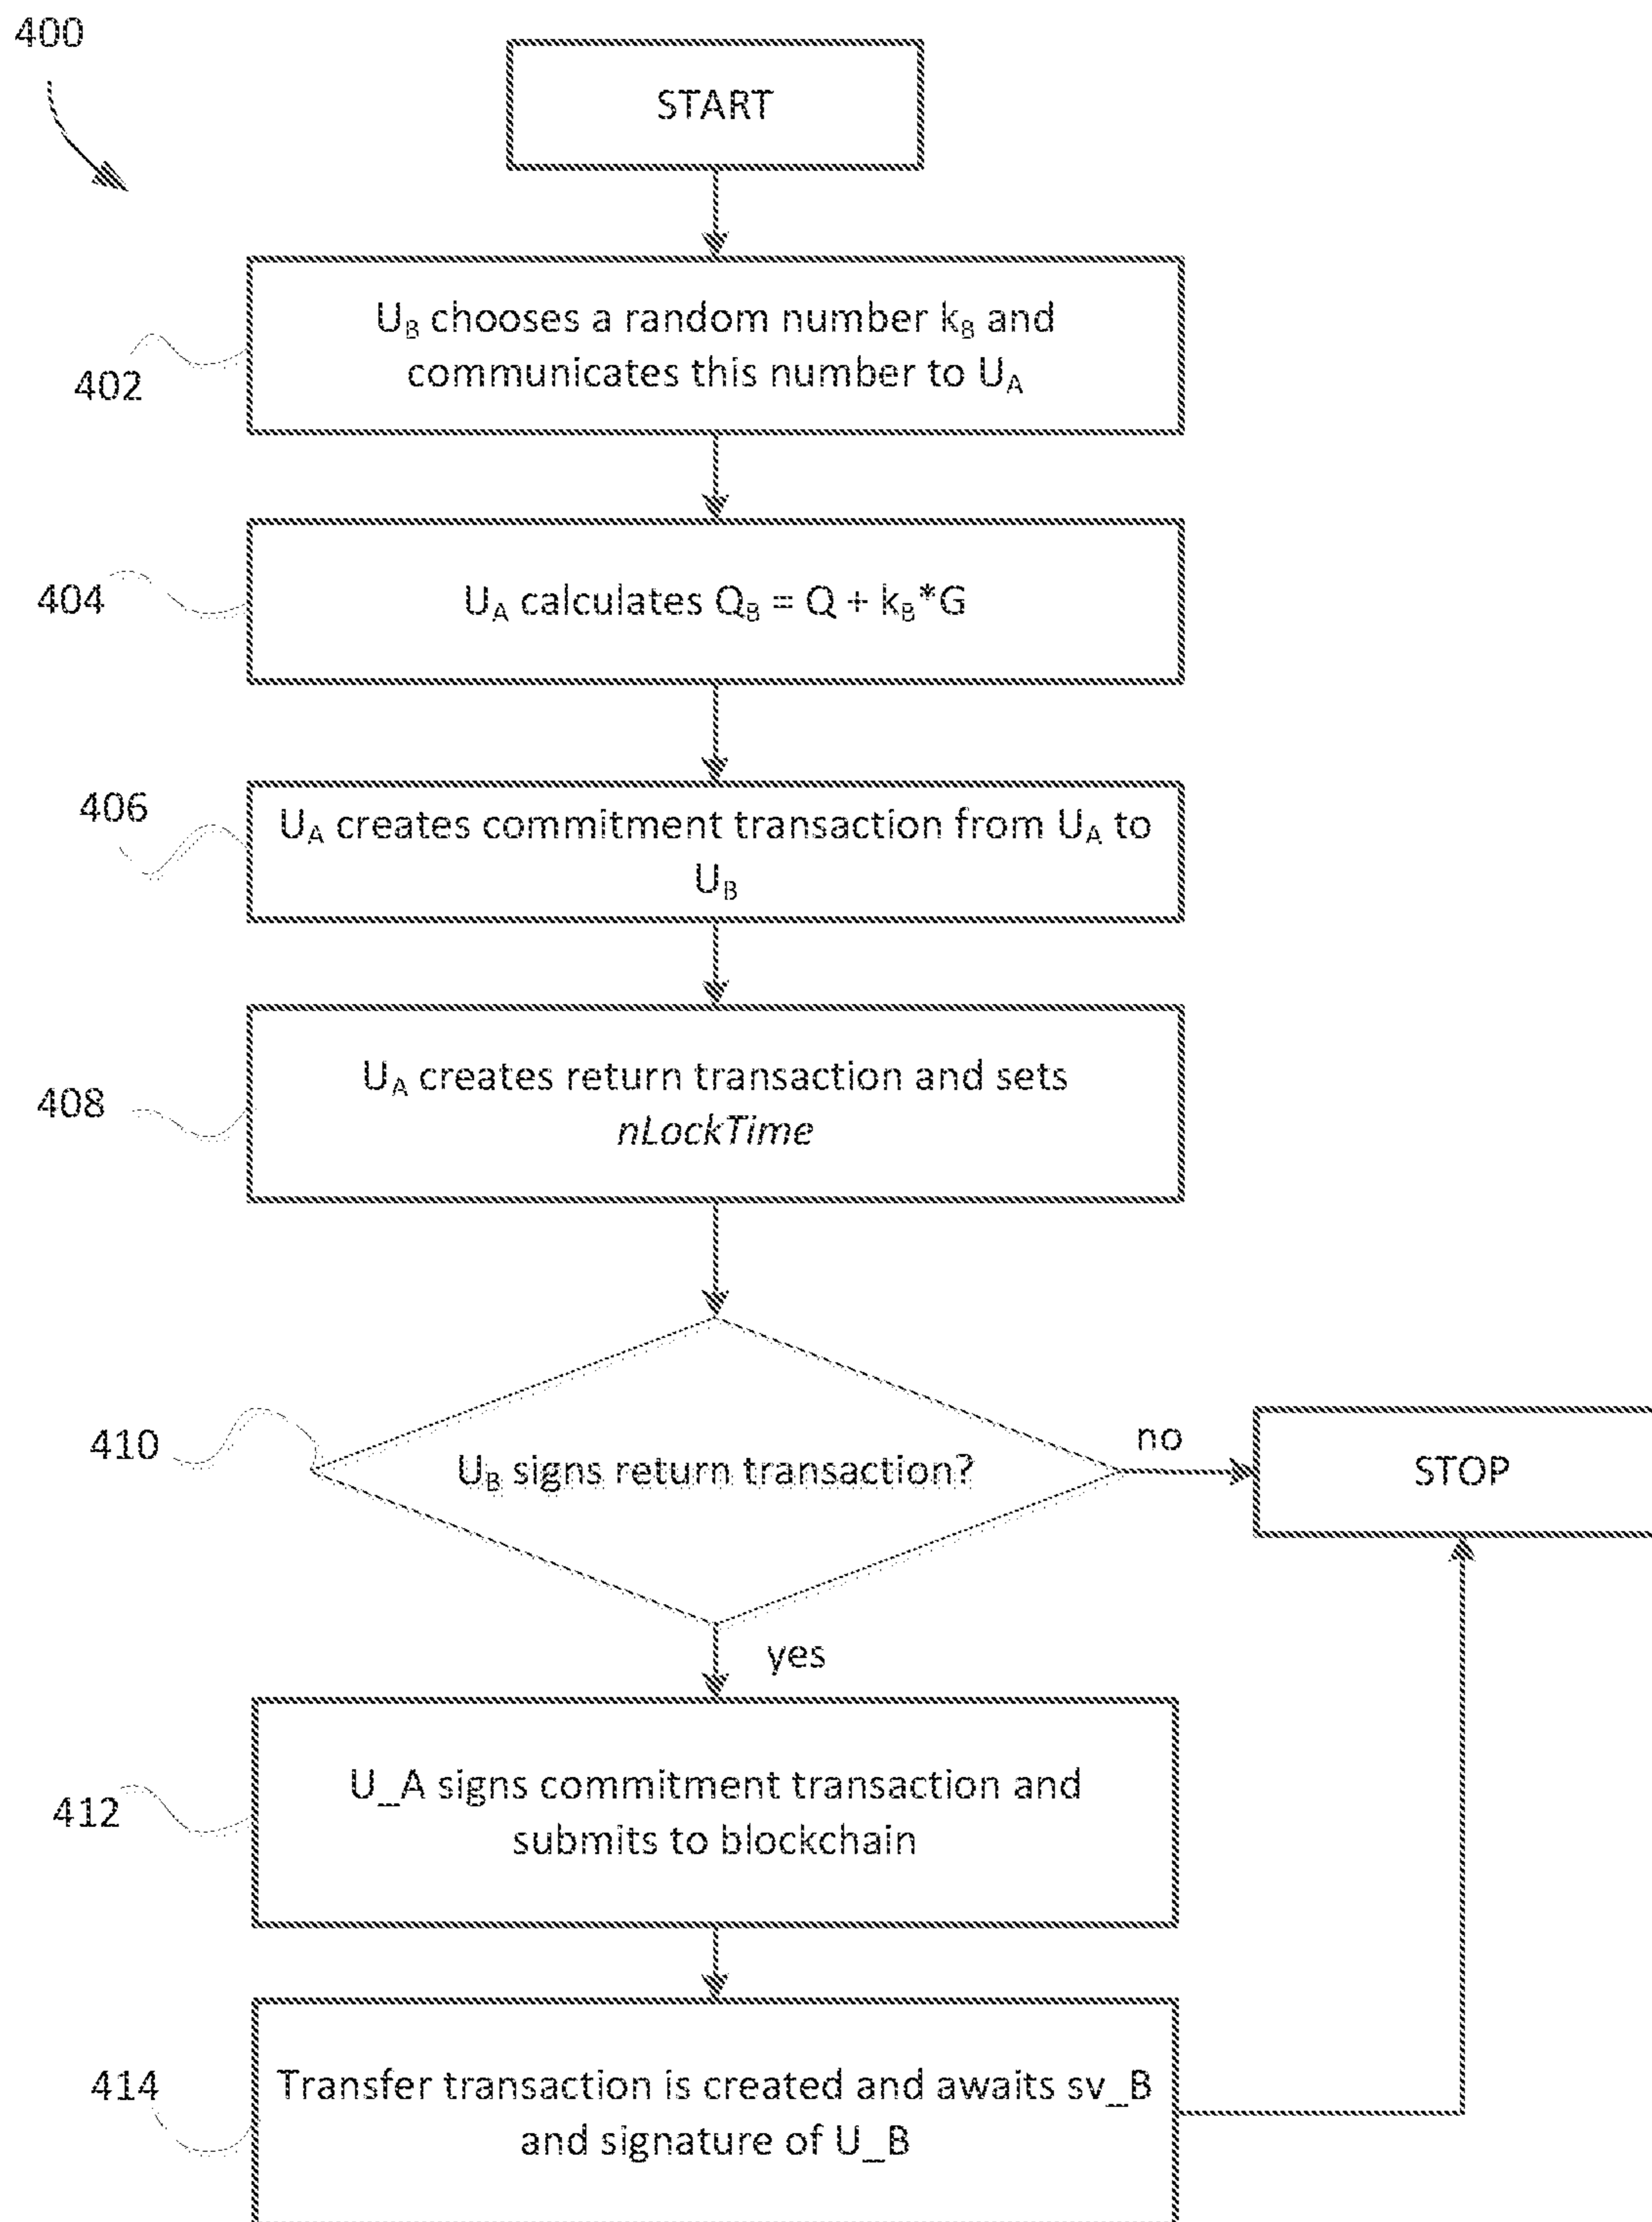 400
START
U_B chooses a random number k_B and
communicates this number to U_A
402
404
U_A calculates Q_B = Q + k_B*G
406
U_A creates commitment transaction from U_A to
U_B
U_A creates return transaction and sets
nLockTime
408
410
U_B signs return transaction?
no
STOP
yes
U_A signs commitment transaction and
submits to blockchain
412
414
Transfer transaction is created and awaits sv_B
and signature of U_B